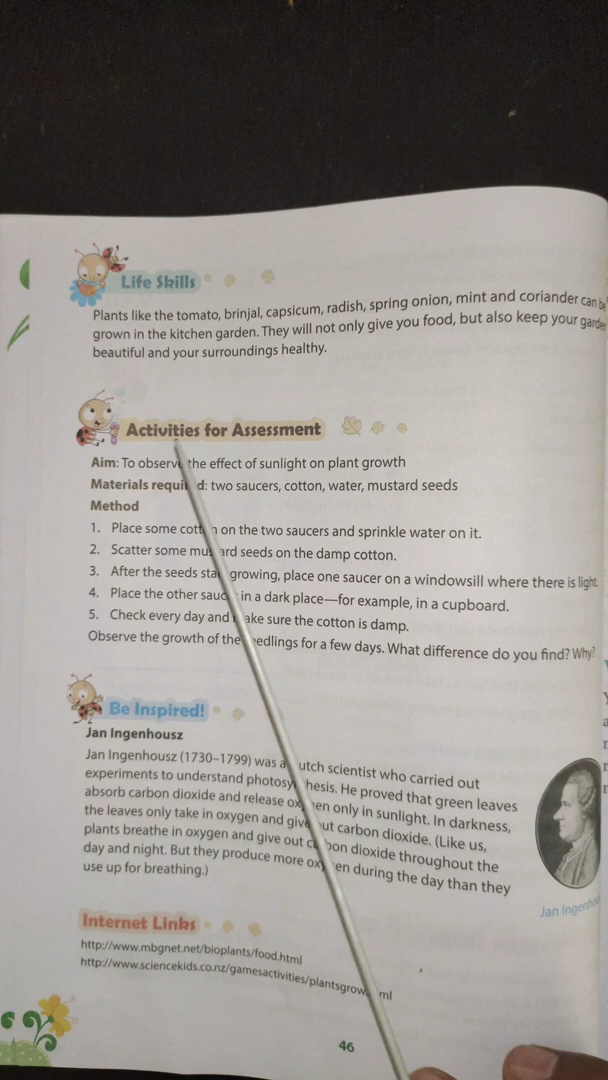 Life Skills
Plants like the tomato, brinjal, capsicum, radish, spring onion, mint and coriander can be
grown in the kitchen garden. They will not only give you food, but also keep your garden
beautiful and your surroundings healthy.
Activities for Assessment
Aim: To observe the effect of sunlight on plant growth
Materials required: two saucers, cotton, water, mustard seeds
Method
1. Place some cotton on the two saucers and sprinkle water on it.
2. Scatter some mustard seeds on the damp cotton.
3. After the seeds start growing, place one saucer on a windowsill where there is light.
4. Place the other saucer in a dark place—for example, in a cupboard.
5. Check every day and make sure the cotton is damp.
Observe the growth of the seedlings for a few days. What difference do you find? Why?
Be Inspired!
Jan Ingenhousz
Jan Ingenhousz (1730–1799) was a Dutch scientist who carried out
experiments to understand photosynthesis. He proved that green leaves
absorb carbon dioxide and release oxygen only in sunlight. In darkness,
the leaves only take in oxygen and give out carbon dioxide. (Like us,
plants breathe in oxygen and give out carbon dioxide throughout the
day and night. But they produce more oxygen during the day than they
use up for breathing.)
Jan Ingenhou
Internet Links
http://www.mbgnet.net/bioplants/food.html
http://www.sciencekids.co.nz/gamesactivities/plantsgrow ml
46